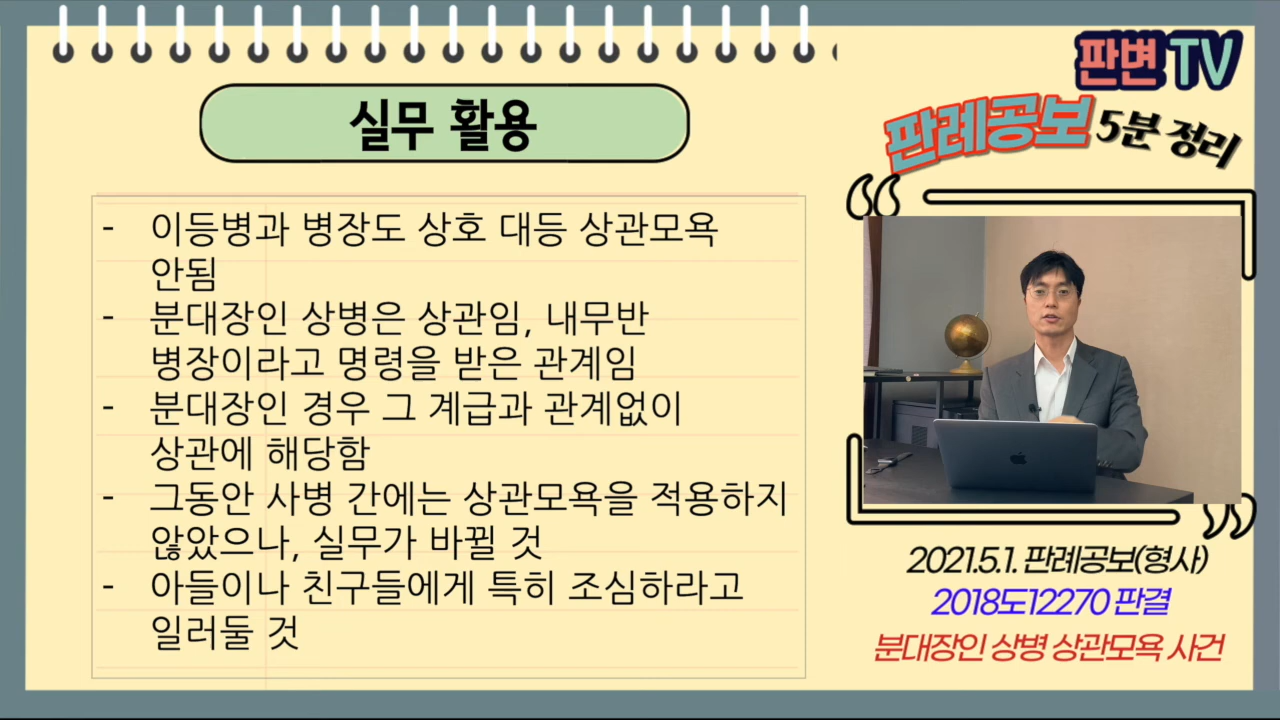 판변 TV
판례공보 5분 정리
실무 활용
- 이등병과 병장도 상호 대등 상관모욕
안됨
- 분대장인 상병은 상관임, 내무반
병장이라고 명령을 받은 관계임
- 분대장인 경우 그 계급과 관계없이
상관에 해당함
- 그동안 사병 간에는 상관모욕을 적용하지
않았으나, 실무가 바뀔 것
- 아들이나 친구들에게 특히 조심하라고
일러둘 것
2021.5.1. 판례공보(형사)
2018도12270 판결
분대장인 상병 상관모욕 사건